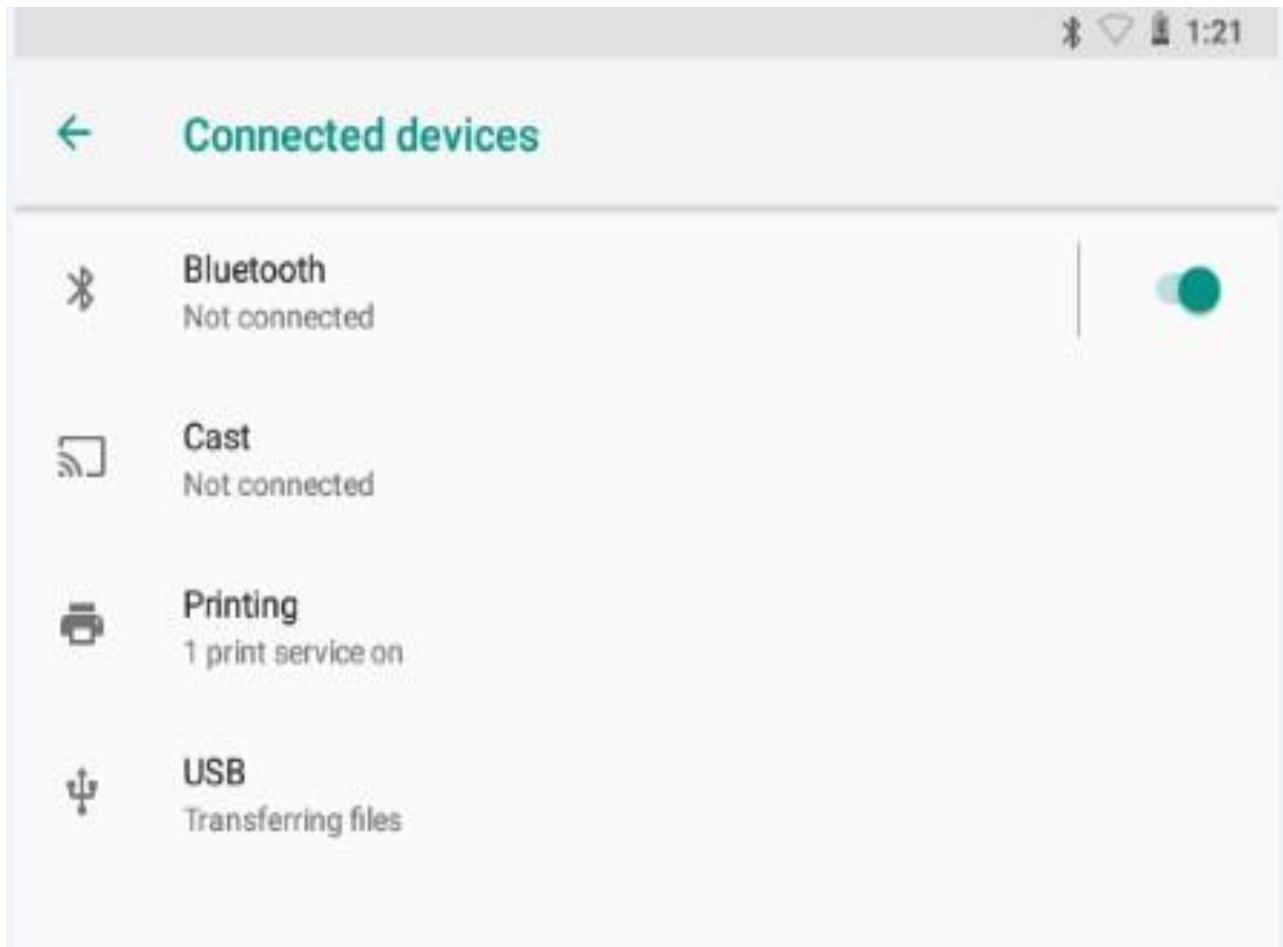 1:21
Connected devices
Bluetooth
Not connected
Cast
Not connected
Printing
1 print service on
USB
Transferring files